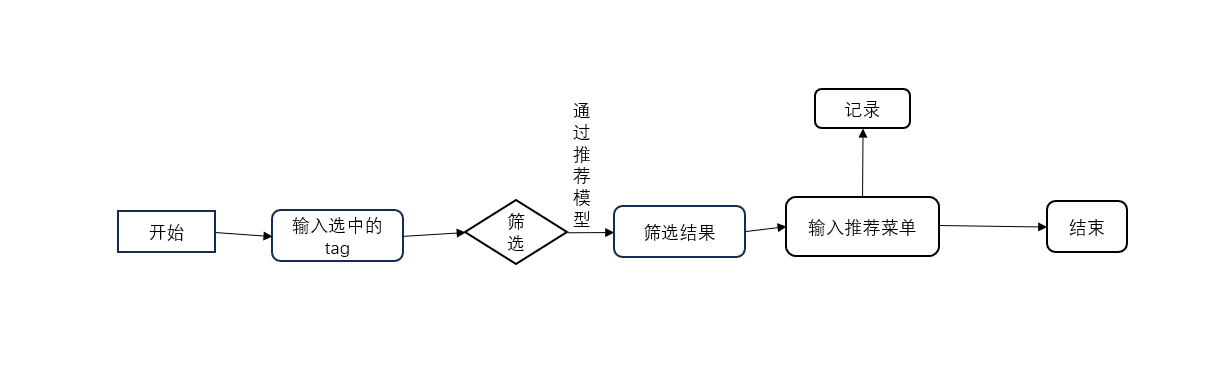 开始
输入选中的
tag
筛
选
通
过
推
荐
模
型
筛选结果
输入推荐菜单
记录
结束